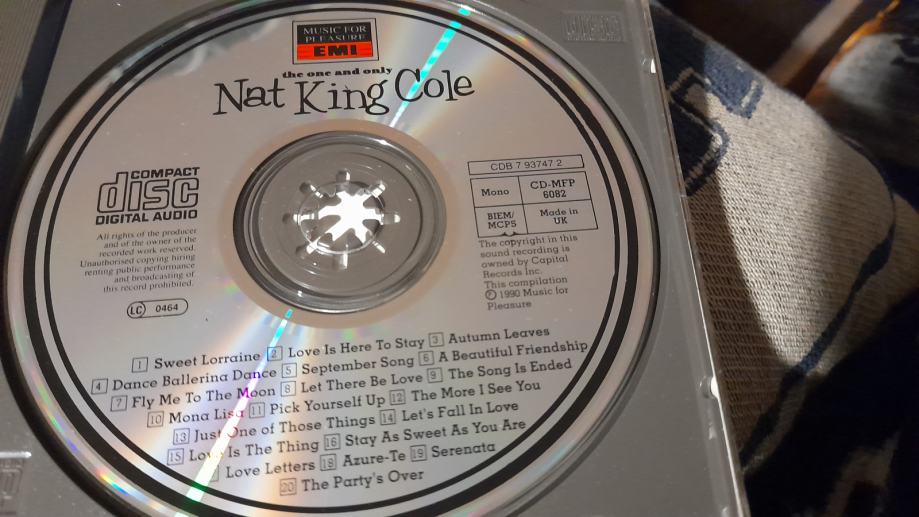 MUSIC FOR
PLEASURE
EMI
the one and only
Nat King Cole
COMPACT
disc
DIGITAL AUDIO
All rights of the producer
and of the owner of the
recorded work reserved.
Unauthorised copying hiring
renting public performance
and broadcasting of
this record prohibited.
LC 0464
CDB 7 93747 2
Mono CD-MFP
6082
BIEM/
MCPS Made in
UK
The copyright in this
sound recording is
owned by Capital
Records Inc.
This compilation
Ⓟ 1990 Music for
Pleasure
1 Sweet Lorraine 2 Love Is Here To Stay 3 Autumn Leaves
4 Dance Ballerina Dance 5 September Song 6 A Beautiful Friendship
7 Fly Me To The Moon 8 Let There Be Love 9 The Song Is Ended
10 Mona Lisa 11 Pick Yourself Up 12 The More I See You
13 Just One of Those Things 14 Let's Fall In Love
15 Love Is The Thing 16 Stay As Sweet As You Are
Love Letters 18 Azure-Te 19 Serenata
20 The Party's Over